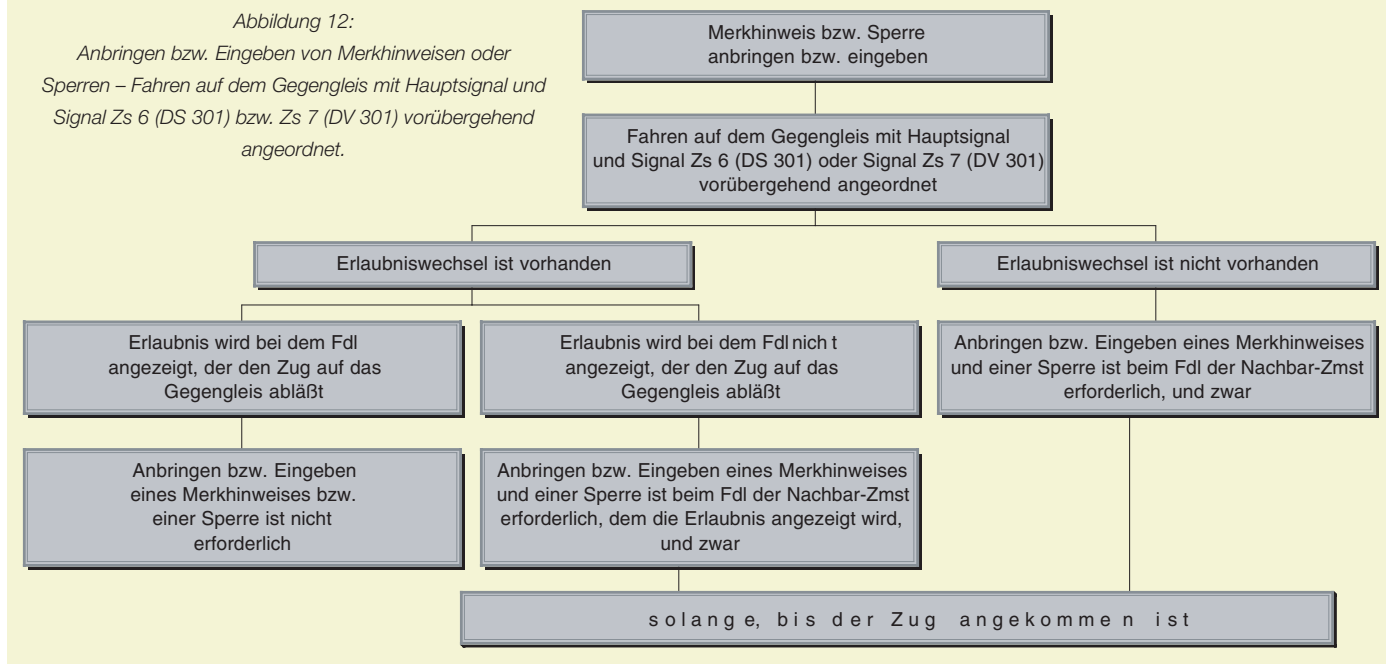 Abbildung 12:
Anbringen bzw. Eingeben von Merkhinweisen oder
Sperren – Fahren auf dem Gegengleis mit Hauptsignal und
Signal Zs 6 (DS 301) bzw. Zs 7 (DV 301) vorübergehend
angeordnet.
Merkhinweis bzw. Sperre
anbringen bzw. eingeben
Fahren auf dem Gegengleis mit Hauptsignal
und Signal Zs 6 (DS 301) oder Signal Zs 7 (DV 301)
vorübergehend angeordnet
Erlaubniswechsel ist vorhanden
Erlaubniswechsel ist nicht vorhanden
Erlaubnis wird bei dem Fdl
angezeigt, der den Zug auf das
Gegengleis abläßt
Erlaubnis wird bei dem Fdl nicht
angezeigt, der den Zug auf das
Gegengleis abläßt
Anbringen bzw. Eingeben eines Merkhinweises
und einer Sperre ist beim Fdl der Nachbar-Zmst
erforderlich, und zwar
Anbringen bzw. Eingeben
eines Merkhinweises bzw.
einer Sperre ist nicht
erforderlich
Anbringen bzw. Eingeben eines Merkhinweises
und einer Sperre ist beim Fdl der Nachbar-Zmst
erforderlich, dem die Erlaubnis angezeigt wird,
und zwar
solange, bis der Zug angekommen ist